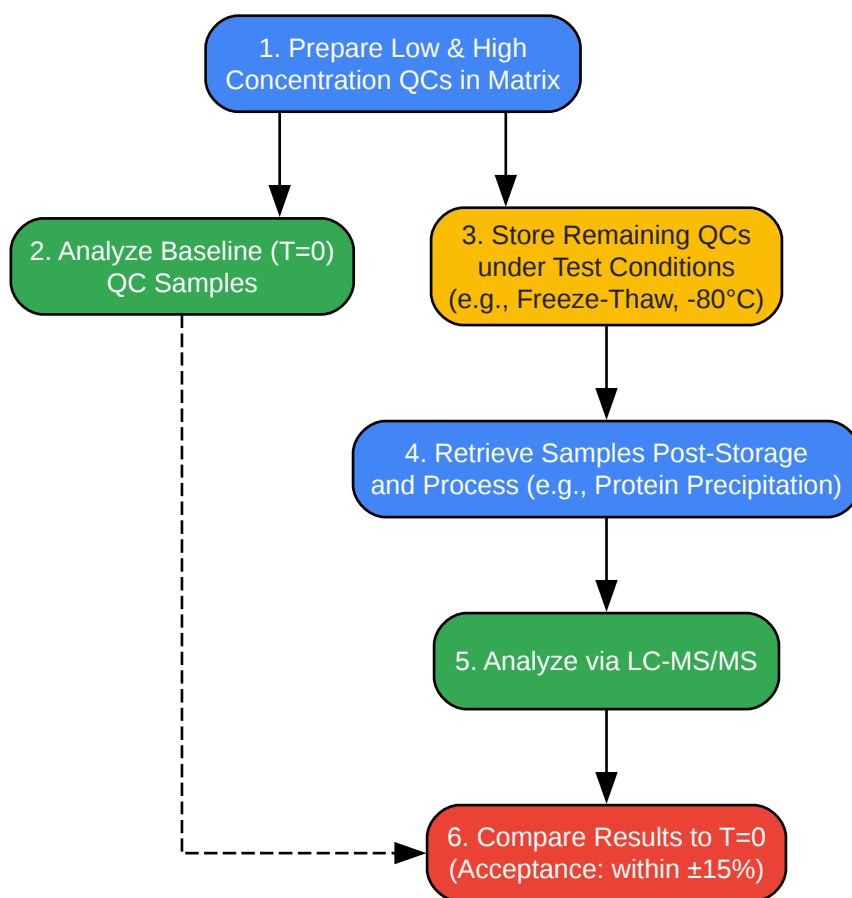 1. Prepare Low & High
Concentration QCs in Matrix
2. Analyze Baseline (T=0)
QC Samples
3. Store Remaining QCs
under Test Conditions
(e.g., Freeze-Thaw, -80°C)
4. Retrieve Samples Post-Storage
and Process (e.g., Protein Precipitation)
5. Analyze via LC-MS/MS
6. Compare Results to T=0
(Acceptance: within ±15%)